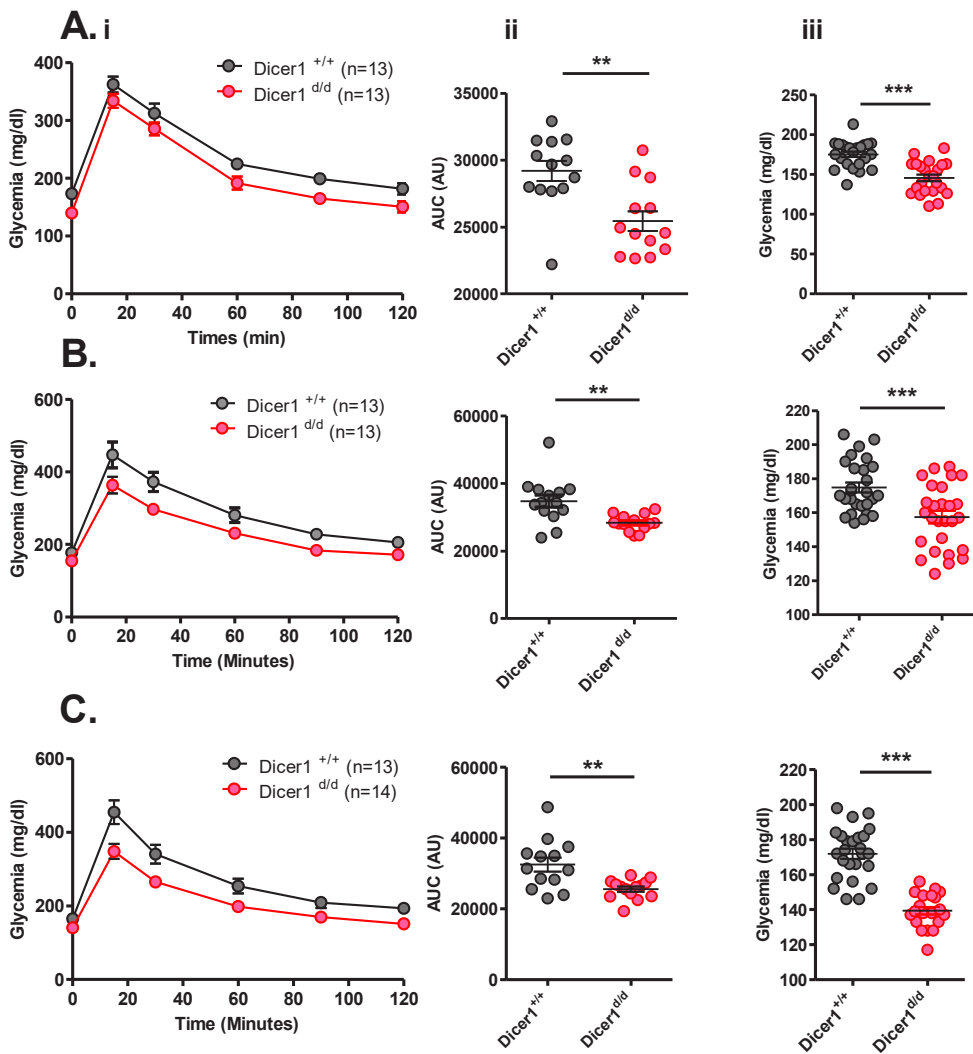 A. i
ii
iii
Dicer1 +/+ (n=13)
Dicer1 d/d (n=13)
Glycemia (mg/dl)
400
300
200
100
0
0 20 40 60 80 100 120
Times (min)
**
AUC (AU)
35000
30000
25000
20000
Dicer1+/+
Dicer1d/d
***
Glycemia (mg/dl)
250
200
150
100
50
0
Dicer1+/+
Dicer1d/d
B.
Dicer1 +/+ (n=13)
Dicer1 d/d (n=13)
Glycemia (mg/dl)
600
400
200
0
0 20 40 60 80 100 120
Time (Minutes)
**
AUC (AU)
60000
40000
20000
0
Dicer1+/+
Dicer1d/d
***
Glycemia (mg/dl)
220
200
180
160
140
120
100
Dicer1+/+
Dicer1d/d
C.
Dicer1 +/+ (n=13)
Dicer1 d/d (n=14)
Glycemia (mg/dl)
600
400
200
0
0 20 40 60 80 100 120
Time (Minutes)
**
AUC (AU)
60000
40000
20000
0
Dicer1+/+
Dicer1d/d
***
Glycemia (mg/dl)
220
200
180
160
140
120
100
Dicer1+/+
Dicer1d/d